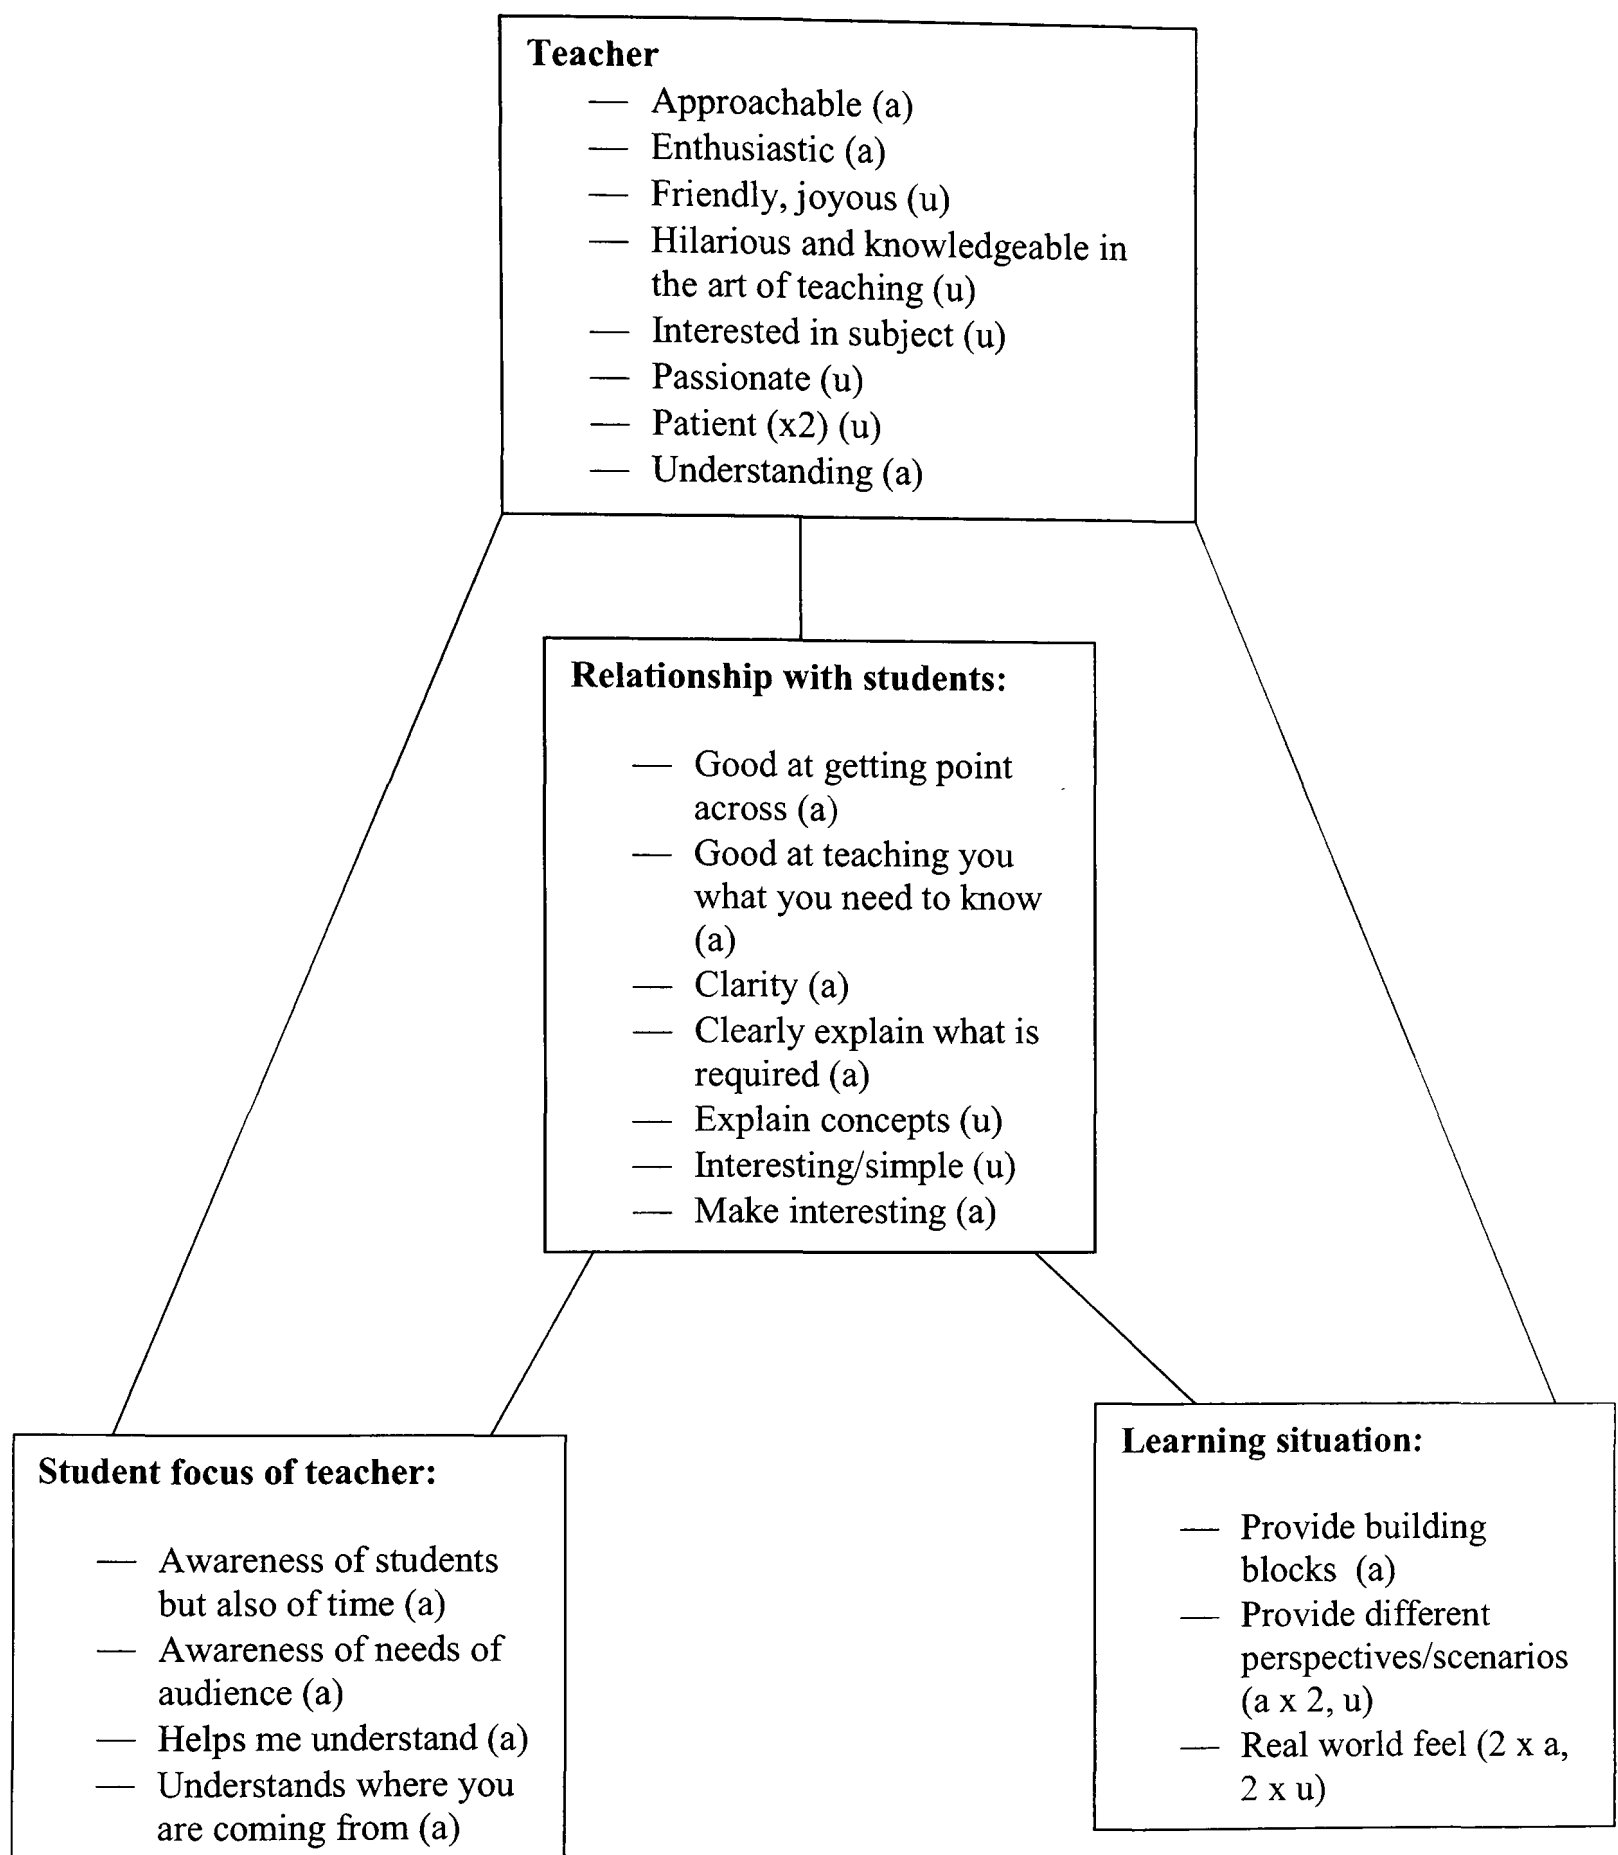 Teacher
— Approachable (a)
— Enthusiastic (a)
— Friendly, joyous (u)
— Hilarious and knowledgeable in
the art of teaching (u)
— Interested in subject (u)
— Passionate (u)
— Patient (x2) (u)
— Understanding (a)
Relationship with students:
— Good at getting point
across (a)
— Good at teaching you
what you need to know
(a)
— Clarity (a)
— Clearly explain what is
required (a)
— Explain concepts (u)
— Interesting/simple (u)
— Make interesting (a)
Student focus of teacher:
— Awareness of students
but also of time (a)
— Awareness of needs of
audience (a)
— Helps me understand (a)
— Understands where you
are coming from (a)
Learning situation:
— Provide building
blocks (a)
— Provide different
perspectives/scenarios
(a x 2, u)
— Real world feel (2 x a,
2 x u)